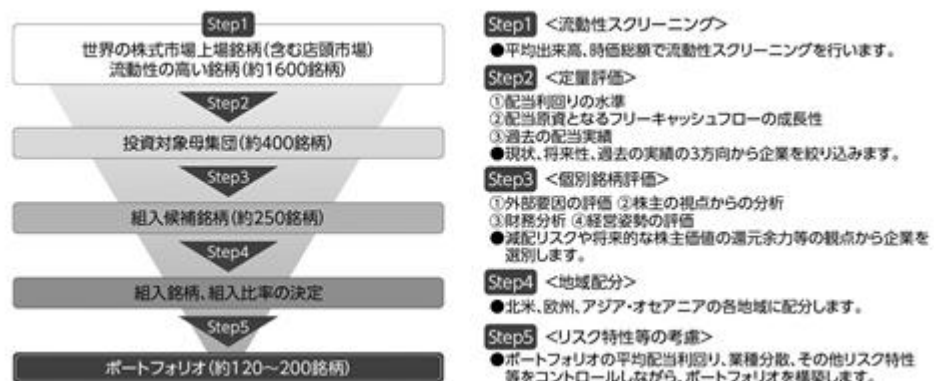 Step1
世界の株式市場上場銘柄(含む店頭市場)
流動性の高い銘柄(約1600銘柄)
Step2
投資対象母集団(約400銘柄)
Step3
組入候補銘柄(約250銘柄)
Step4
組入銘柄、組入比率の決定
Step5
ポートフォリオ(約120～200銘柄)
Step1 <流動性スクリーニング>
●平均出来高、時価総額で流動性スクリーニングを行います。
Step2 <定量評価>
①配当利回りの水準
②配当原資となるフリーキャッシュフローの成長性
③過去の配当実績
●現状、将来性、過去の実績の3方向から企業を絞り込みます。
Step3 <個別銘柄評価>
①外部要因の評価 ②株主の視点からの分析
③財務分析 ④経営姿勢の評価
●減配リスクや将来的な株主価値の還元余力等の観点から企業を
選別します。
Step4 <地域配分>
●北米、欧州、アジア・オセアニアの各地域に配分します。
Step5 <リスク特性等の考慮>
●ポートフォリオの平均配当利回り、業種分散、その他リスク特性
等をコントロールしながら、ポートフォリオを構築します。